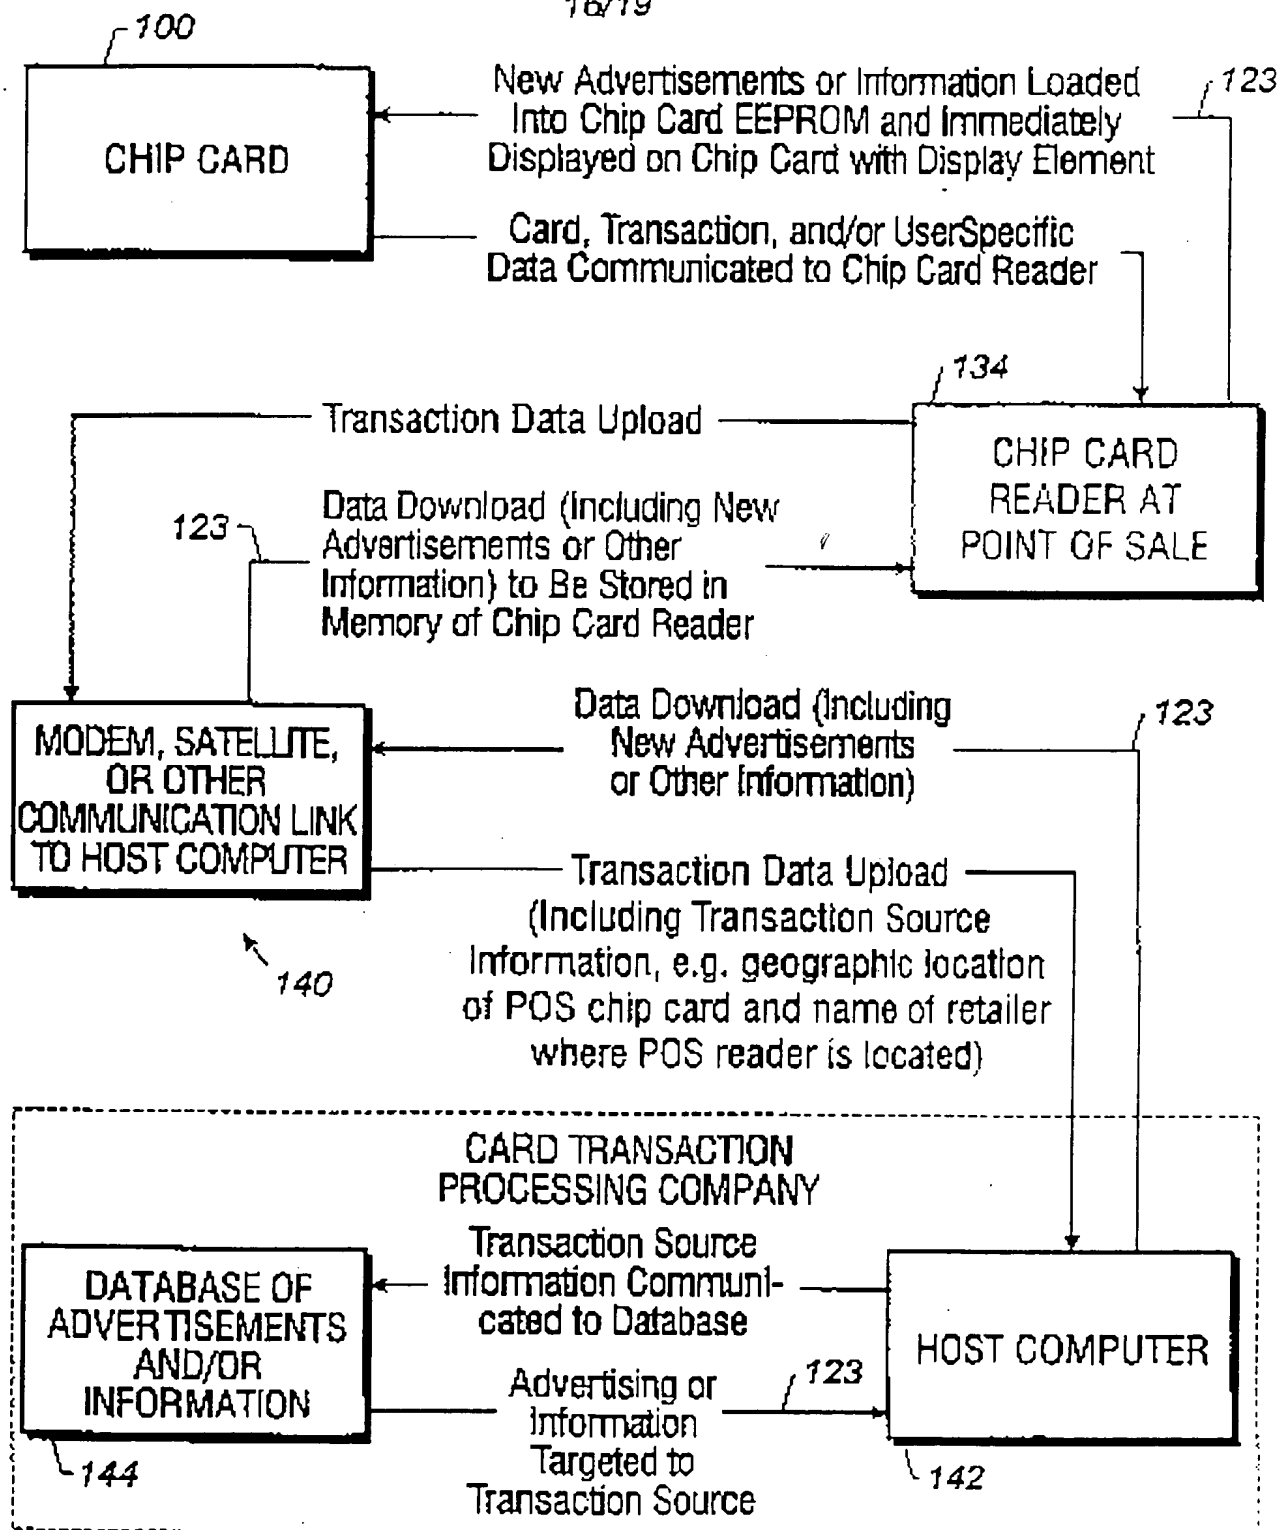 16/19
100
CHIP CARD
New Advertisements or Information Loaded
Into Chip Card EEPROM and Immediately
Displayed on Chip Card with Display Element
123
Card, Transaction, and/or UserSpecific
Data Communicated to Chip Card Reader
134
CHIP CARD
READER AT
POINT OF SALE
Transaction Data Upload
123
Data Download (Including New
Advertisements or Other
Information) to Be Stored in
Memory of Chip Card Reader
MODEM, SATELLITE,
OR OTHER
COMMUNICATION LINK
TO HOST COMPUTER
140
Data Download (Including
New Advertisements
or Other Information)
123
Transaction Data Upload
(Including Transaction Source
Information, e.g. geographic location
of POS chip card and name of retailer
where POS reader is located)
CARD TRANSACTION
PROCESSING COMPANY
DATABASE OF
ADVERTISEMENTS
AND/OR
INFORMATION
144
Transaction Source
Information Communi-
cated to Database
Advertising or
Information
Targeted to
Transaction Source
123
HOST COMPUTER
142